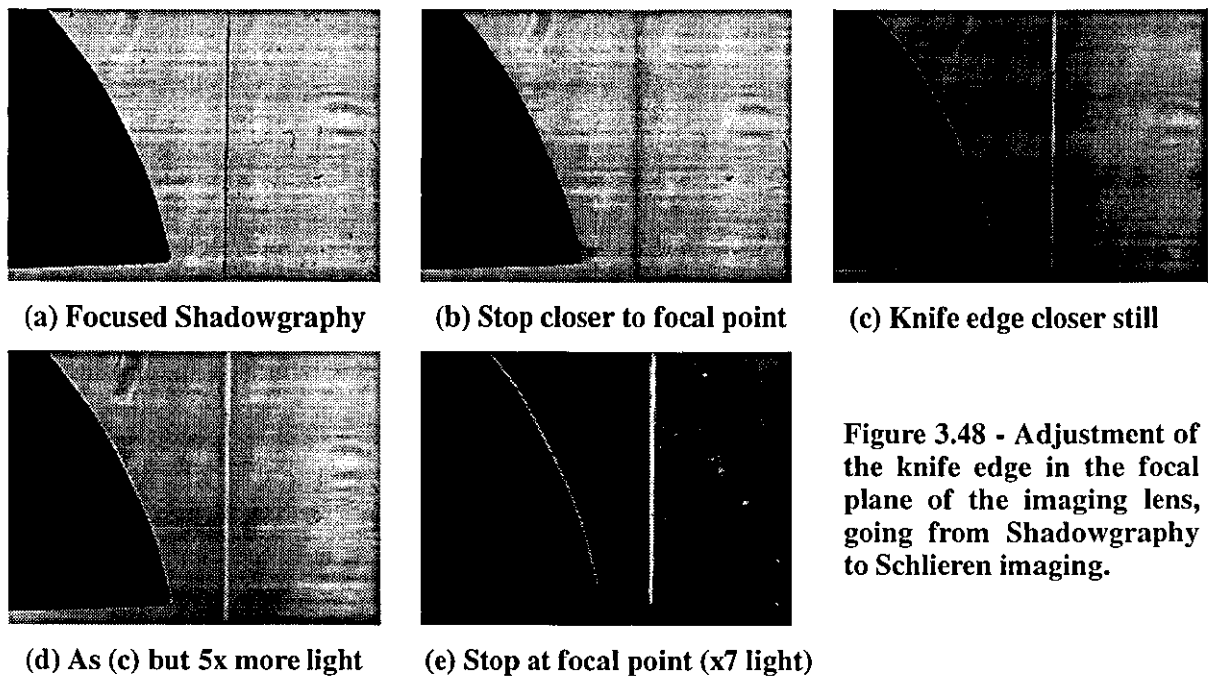 (a) Focused Shadowgraphy
(b) Stop closer to focal point
(c) Knife edge closer still
(d) As (c) but 5x more light
(e) Stop at focal point (x7 light)
Figure 3.48 - Adjustment of
the knife edge in the focal
plane of the imaging lens,
going from Shadowgraphy
to Schlieren imaging.